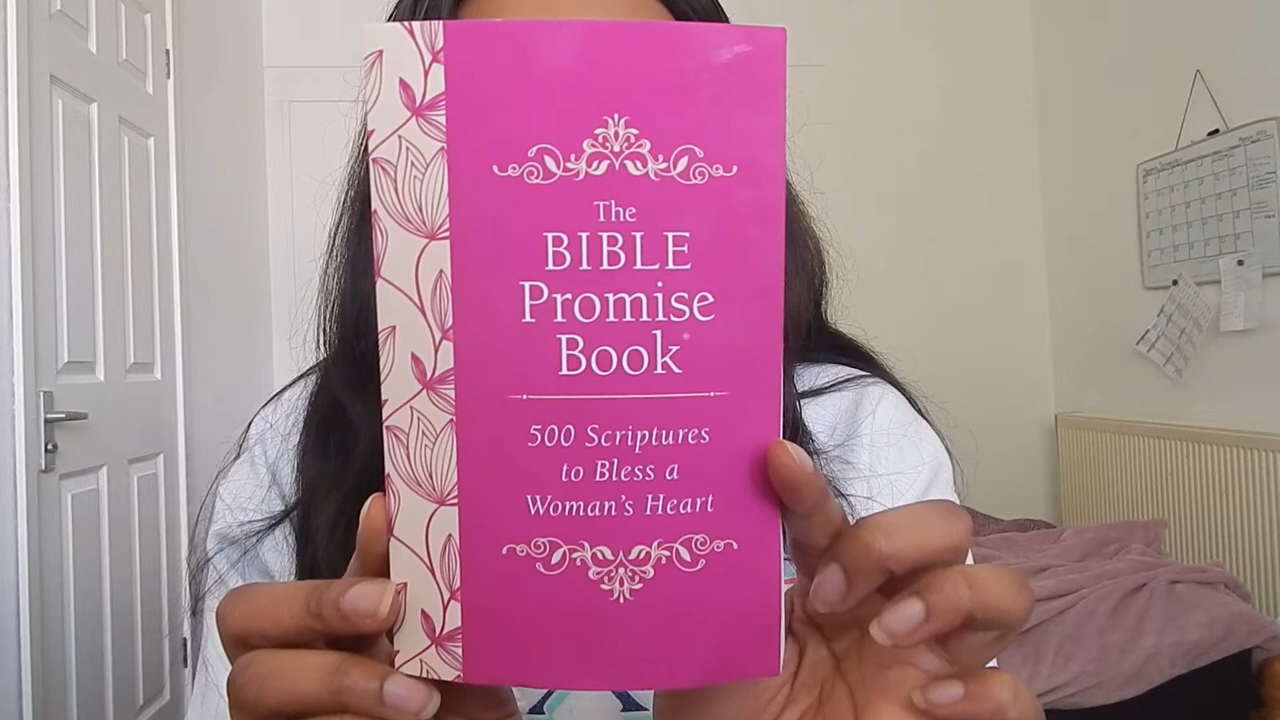 The
BIBLE
Promise
Book®
500 Scriptures
to Bless a
Woman's Heart